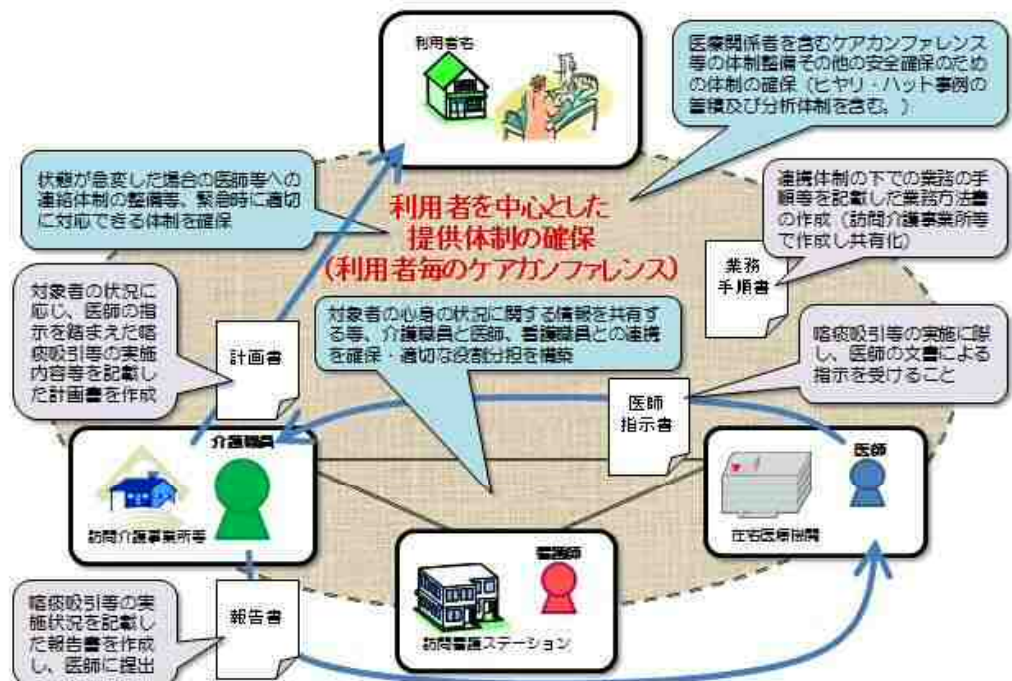 利用者名
医療関係者を含むケアカンファレンス
等の体制整備その他の安全確保のため
の体制の確保（ヒヤリ・ハット事例の
蓄積及び分析体制を含む。）
状態が急変した場合の医師等への
連絡体制の整備等、緊急時に適切
に対応できる体制を確保
利用者を中心とした
提供体制の確保
（利用者毎のケアカンファレンス）
連携体制の下での業務の手
順等を記載した業務方法書
の作成（訪問介護事業所等
で作成し共有化）
業務
手順書
対象者の状況に
応じ、医師の指
示を踏まえた喀
痰吸引等の実施
内容等を記載し
た計画書を作成
計画書
対象者の心身の状況に関する情報を共有す
る等、介護職員と医師、看護職員との連携
を確保・適切な役割分担を構築
喀痰吸引等の実施に際
し、医師の文書による
指示を受けること
医師
指示書
介護職員
訪問介護事業所等
医師
在宅医療機関
看護師
訪問看護ステーション
喀痰吸引等の実
施状況を記載し
た報告書を作成
し、医師に提出
報告書